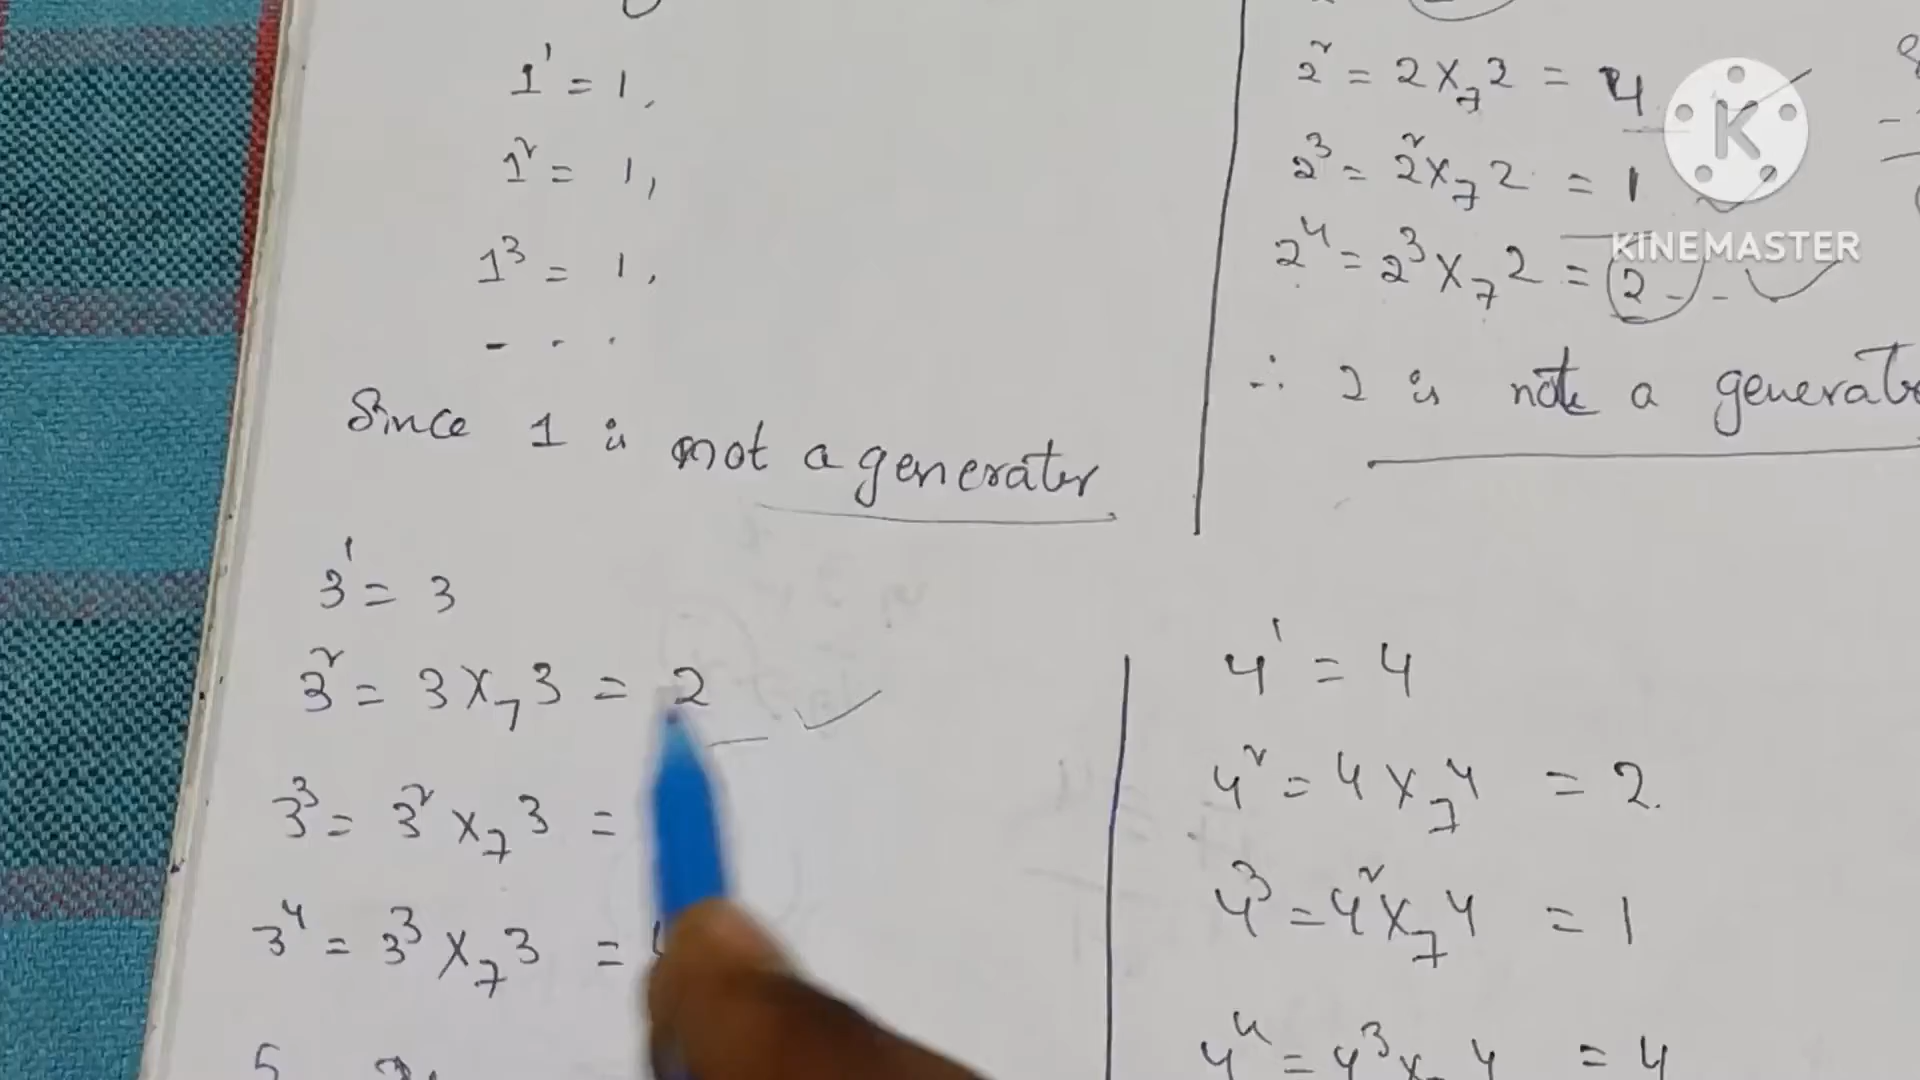 1¹ = 1,
1² = 1,
1³ = 1,
- . .
Since 1 is not a generater
2² = 2 x₇ 2 = 4
2³ = 2² x₇ 2 = 1
2⁴ = 2³ x₇ 2 = 2 - -
∴ 2 is not a
K
KINEMASTER
3¹ = 3
3² = 3 x₇ 3 = 2
3³ = 3² x₇ 3 =
3⁴ = 3³ x₇ 3 =
4¹ = 4
4² = 4 x₇ 4 = 2.
4³ = 4² x₇ 4 = 1
4⁴ = 4³ x₇ 4 = 4